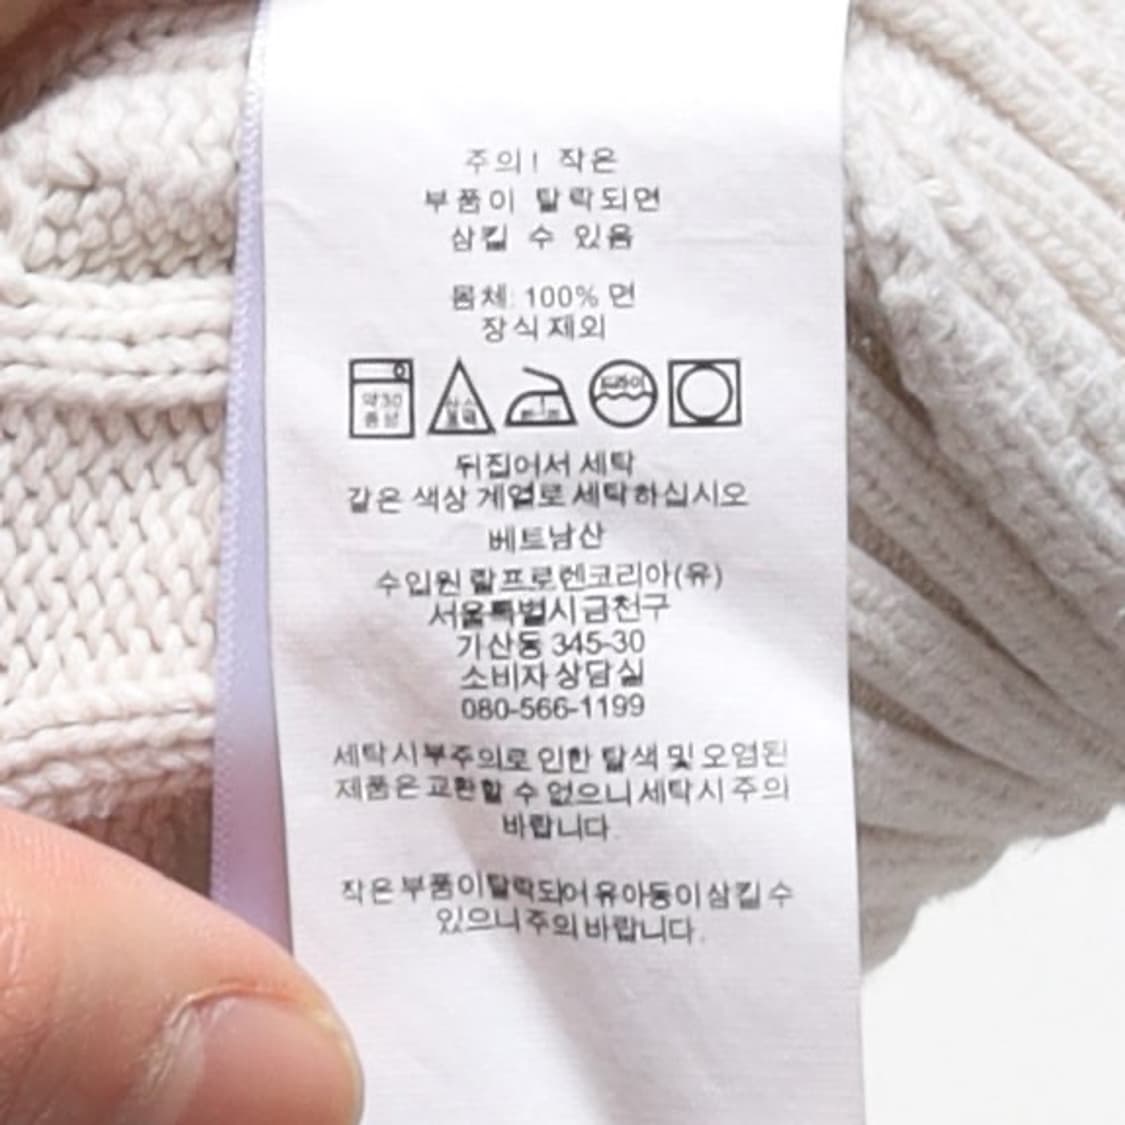 주의! 작은
부품이 탈락되면
삼킬 수 있음
몸체: 100% 면
장식 제외
약30
중성
산소
표백
드라이
뒤집어서 세탁
같은 색상 계열로 세탁하십시오
베트남산
수입원 랄프로렌코리아(유)
서울특별시 금천구
가산동 345-30
소비자 상담실
080-566-1199
세탁시 부주의로 인한 탈색 및 오염된
제품은 교환할 수 없으니 세탁시 주의
바랍니다.
작은 부품이 탈락되어 유아동이 삼킬 수
있으니 주의 바랍니다.